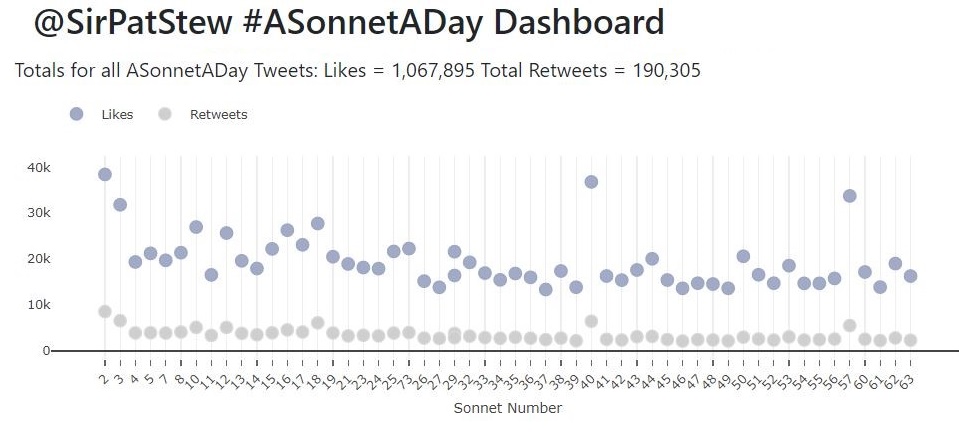 @SirPatStew #ASonnetADay Dashboard
Totals for all ASonnetADay Tweets: Likes = 1,067,895 Total Retweets = 190,305
Likes Retweets
40k
30k
20k
10k
0
2 3 4 5 7 8 10 11 12 13 14 15 16 17 18 19 21 23 24 25 73 26 27 29 32 33 34 35 36 37 38 39 40 41 42 43 44 45 46 47 48 49 50 51 52 53 54 55 56 57 60 61 62 63
Sonnet Number